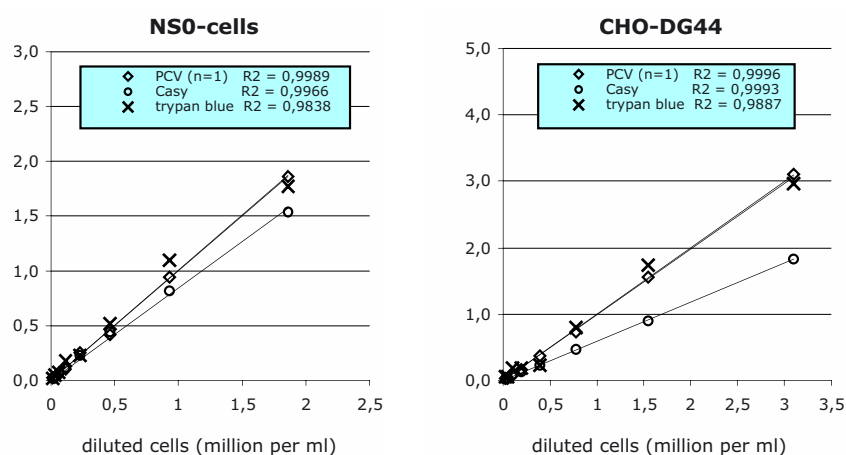 NS0-cells
3,0
2,5
2,0
1,5
1,0
0,5
0,0
PCV (n=1) R2 = 0,9989
Casy R2 = 0,9966
trypan blue R2 = 0,9838
0 0,5 1 1,5 2 2,5
diluted cells (million per ml)
CHO-DG44
5,0
4,0
3,0
2,0
1,0
0,0
PCV (n=1) R2 = 0,9996
Casy R2 = 0,9993
trypan blue R2 = 0,9887
0 0,5 1 1,5 2 2,5 3 3,5
diluted cells (million per ml)